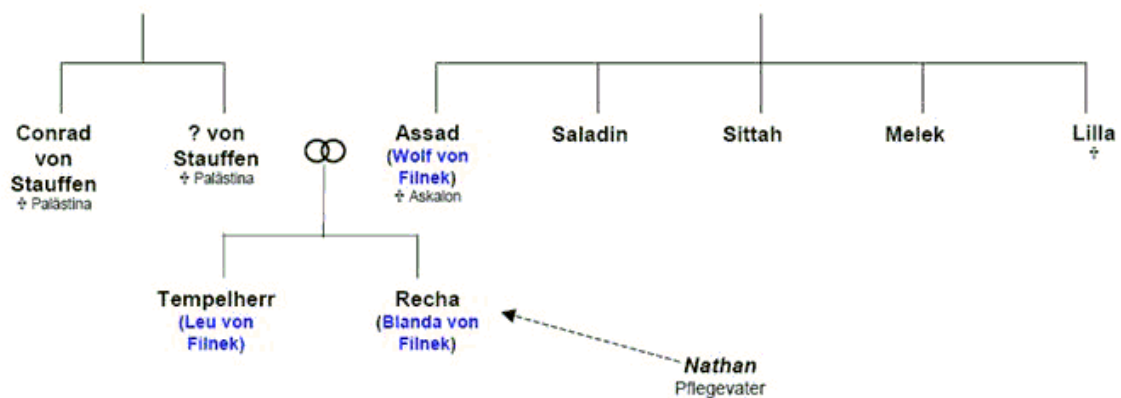 Conrad
von
Stauffen
✢ Palästina
? von
Stauffen
✢ Palästina
Assad
(Wolf von
Filnek)
✢ Askalon
Saladin
Sittah
Melek
Lilla
✢
Tempelherr
(Leu von
Filnek)
Recha
(Blanda von
Filnek)
Nathan
Pflegevater